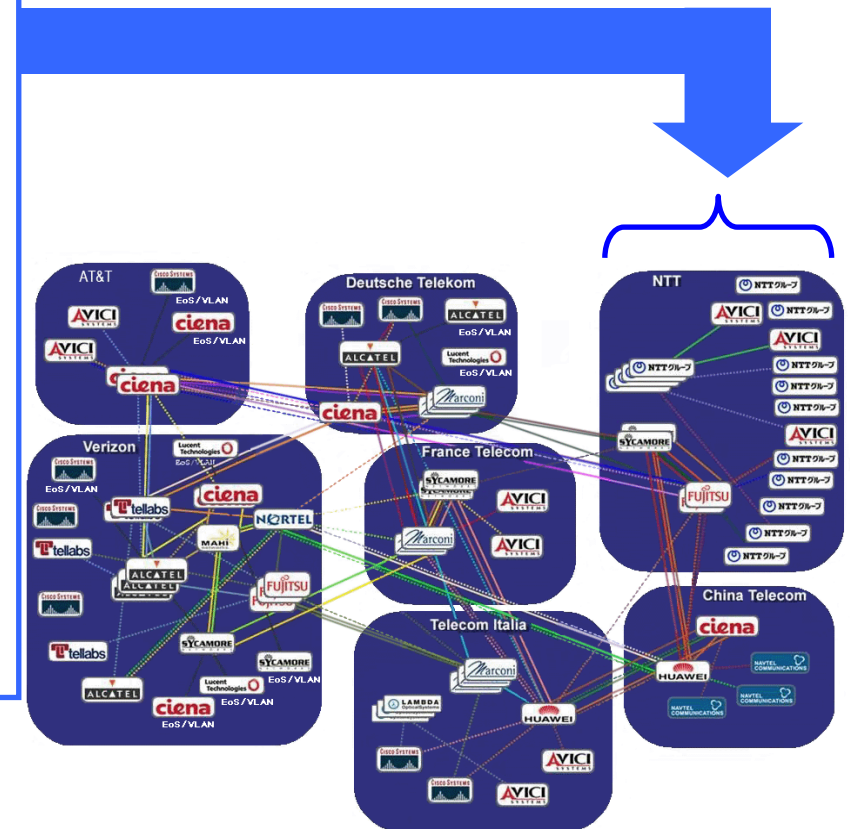 AT&T
CISCO SYSTEMS
EoS/VLAN
AVICI
SYSTEMS
ciena
EoS/VLAN
AVICI
SYSTEMS
ciena
Deutsche Telekom
CISCO SYSTEMS
CISCO SYSTEMS
ALCATEL
EoS/VLAN
ALCATEL
Lucent Technologies
EoS/VLAN
Marconi
ciena
NTT
NTTグループ
AVICI
SYSTEMS
NTTグループ
AVICI
SYSTEMS
NTTグループ
NTTグループ
NTTグループ
NTTグループ
AVICI
SYSTEMS
SYCAMORE
NTTグループ
FUJITSU
NTTグループ
NTTグループ
NTTグループ
NTTグループ
Verizon
Lucent Technologies
EoS/VLAN
CISCO SYSTEMS
EoS/VLAN
ciena
tellabs
CISCO SYSTEMS
NORTEL
MAHI
tellabs
ALCATEL
ALCATEL
FUJITSU
FUJITSU
CISCO SYSTEMS
SYCAMORE
tellabs
SYCAMORE
EoS/VLAN
ALCATEL
Lucent Technologies
EoS/VLAN
ciena
EoS/VLAN
France Telecom
SYCAMORE
SYCAMORE
AVICI
SYSTEMS
Marconi
AVICI
SYSTEMS
Telecom Italia
Marconi
LAMBDA
OpticalSystems
HUAWEI
CISCO SYSTEMS
AVICI
SYSTEMS
CISCO SYSTEMS
AVICI
SYSTEMS
China Telecom
ciena
HUAWEI
NAVTEL
COMMUNICATIONS
NAVTEL
COMMUNICATIONS
NAVTEL
COMMUNICATIONS